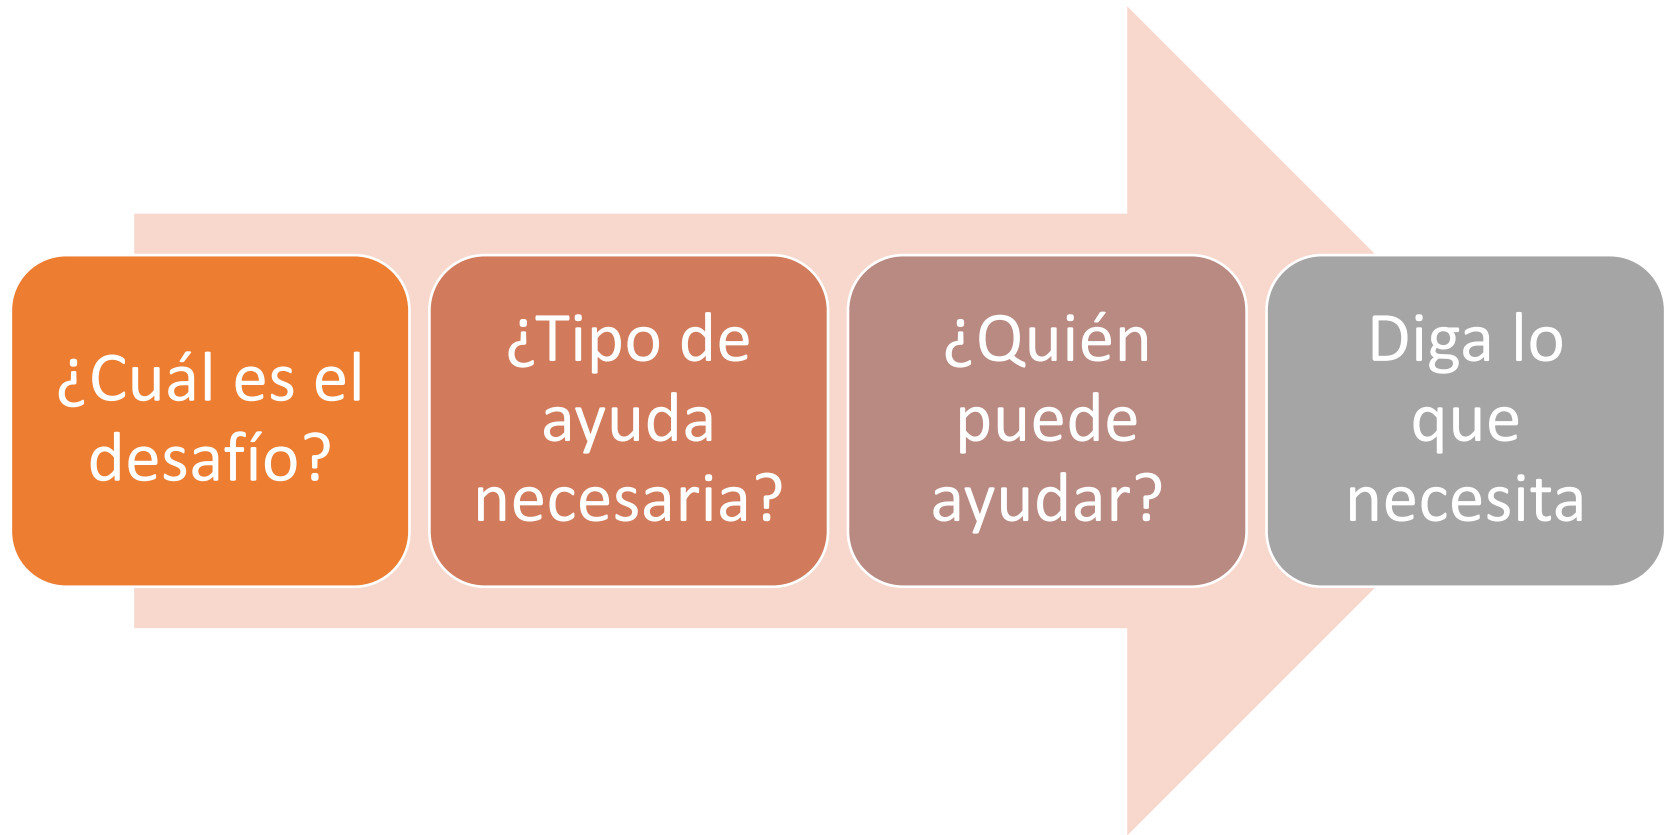 ¿Cuál es el
desafío?
¿Tipo de
ayuda
necesaria?
¿Quién
puede
ayudar?
Diga lo
que
necesita